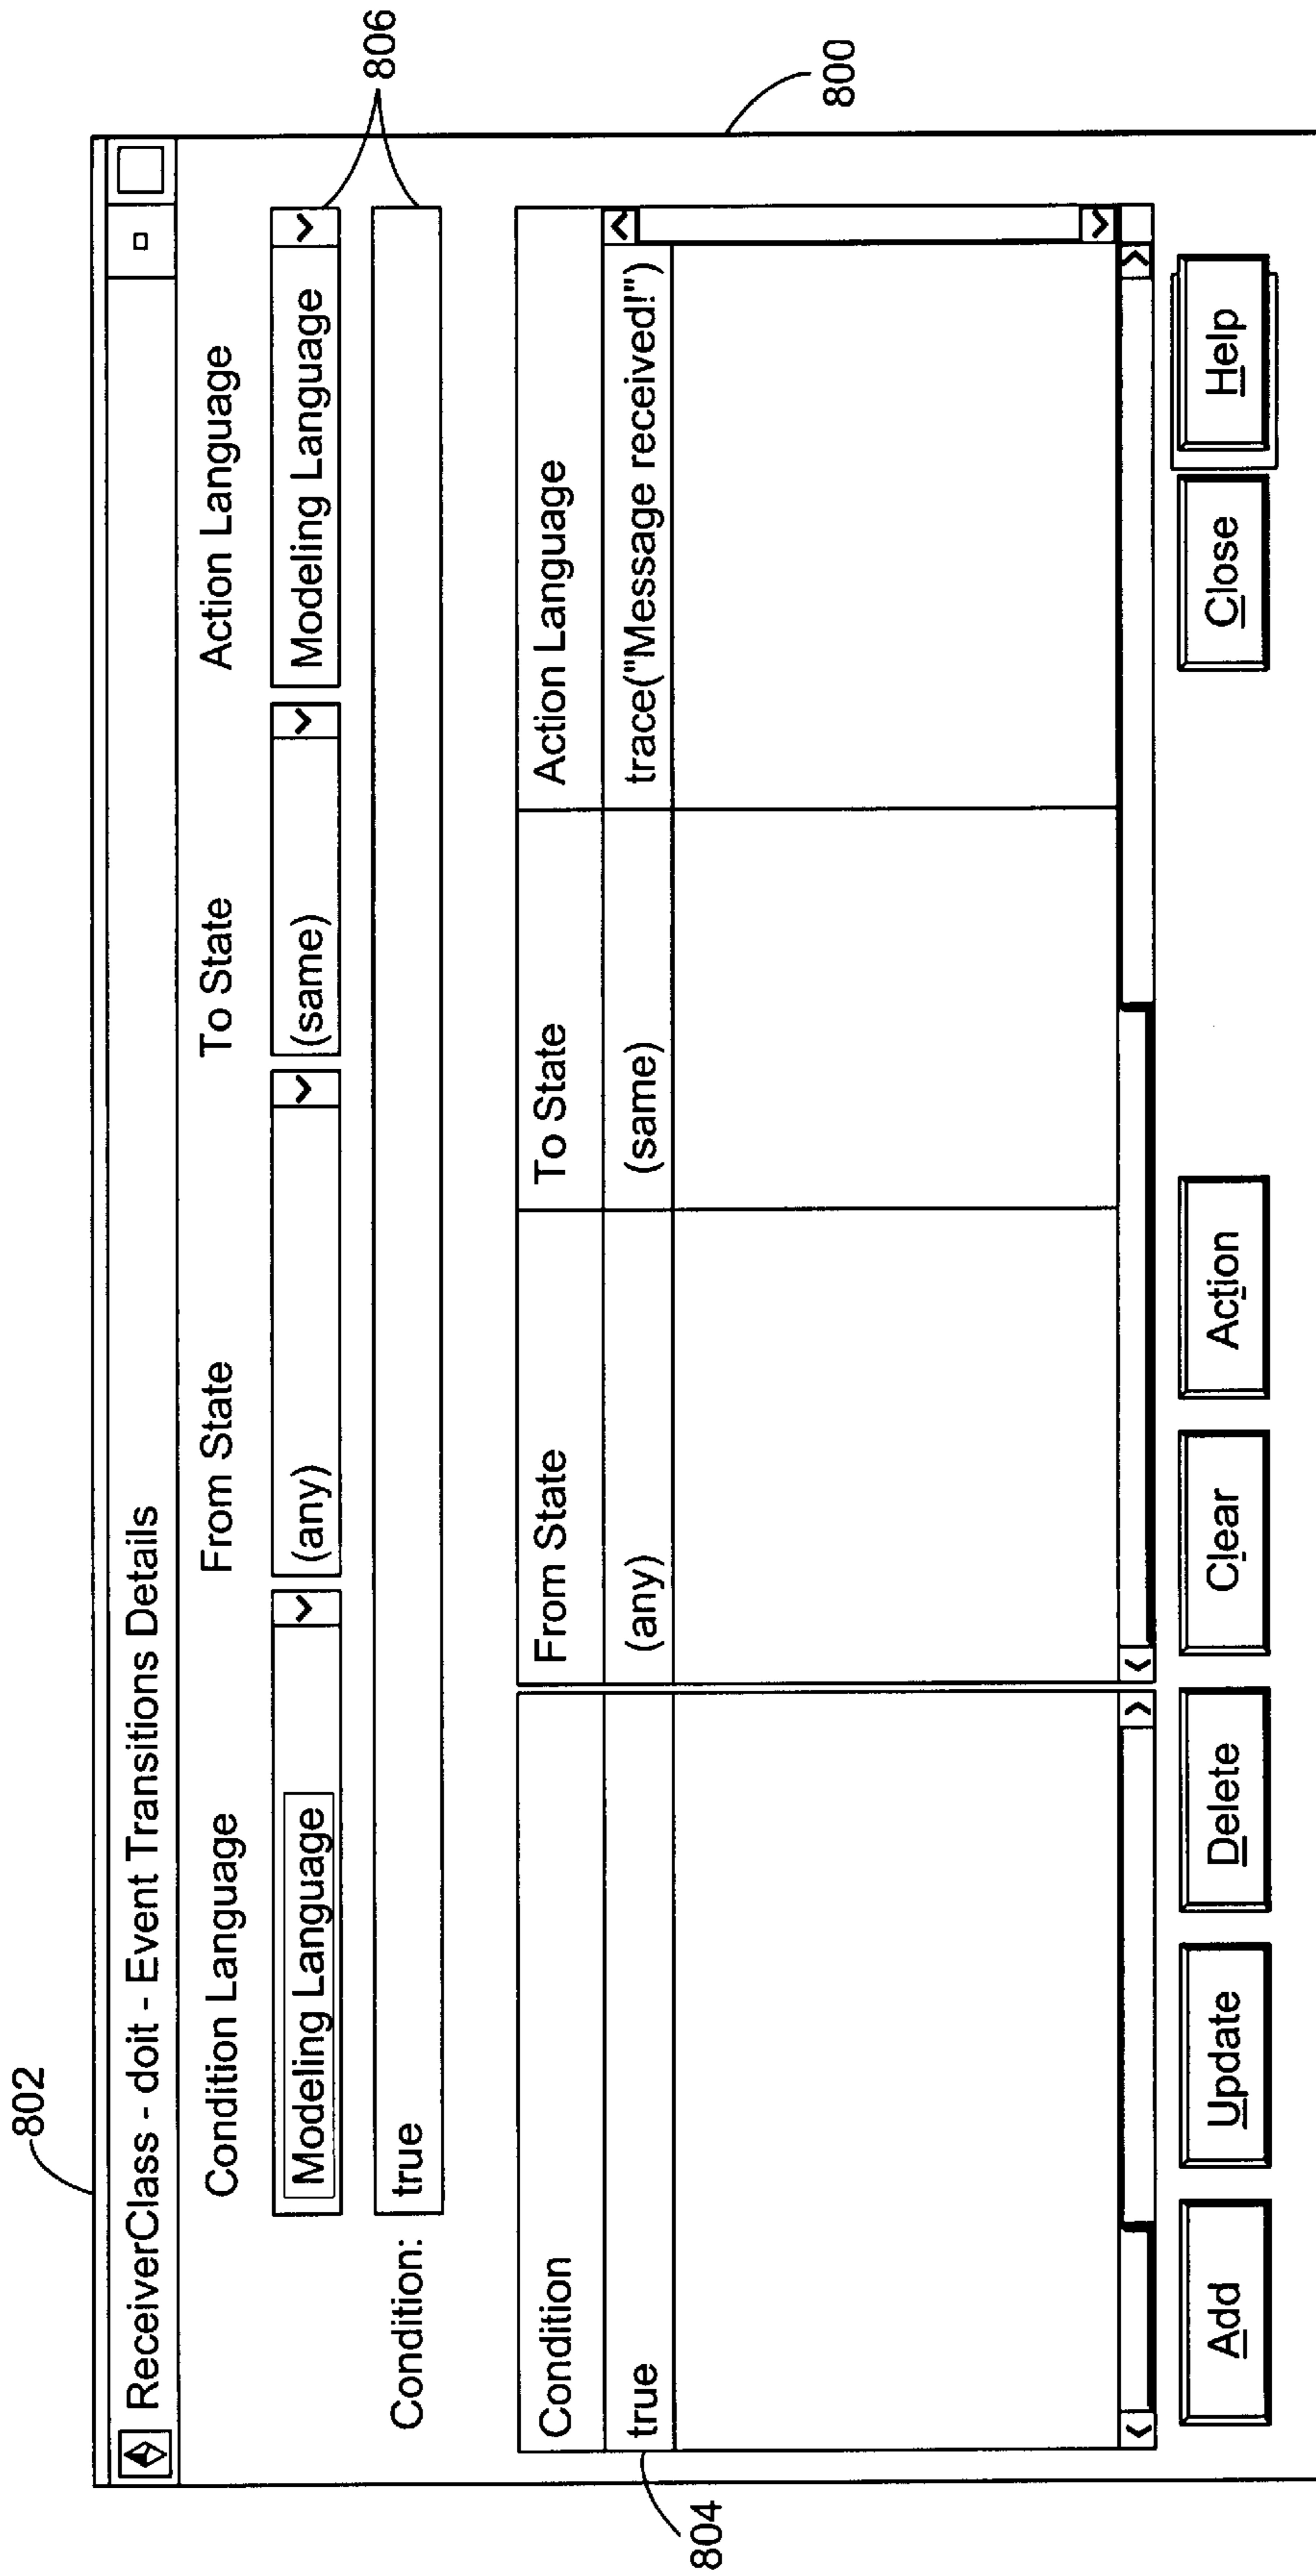 802
ReceiverClass - doit - Event Transitions Details
Condition Language From State To State Action Language
Modeling Language (any) (same) Modeling Language
806
Condition: true
Condition From State To State Action Language
true (any) (same) trace("Message received!")
804
800
Add Update Delete Clear Action Close Help